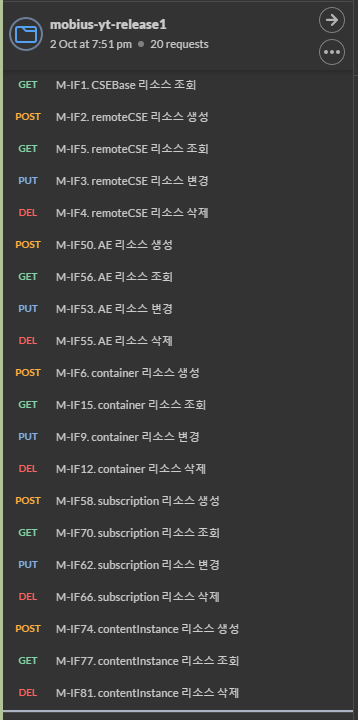 mobius-yt-release1
2 Oct at 7:51 pm ● 20 requests
GET M-IF1. CSEBase 리소스 조회
POST M-IF2. remoteCSE 리소스 생성
GET M-IF5. remoteCSE 리소스 조회
PUT M-IF3. remoteCSE 리소스 변경
DEL M-IF4. remoteCSE 리소스 삭제
POST M-IF50. AE 리소스 생성
GET M-IF56. AE 리소스 조회
PUT M-IF53. AE 리소스 변경
DEL M-IF55. AE 리소스 삭제
POST M-IF6. container 리소스 생성
GET M-IF15. container 리소스 조회
PUT M-IF9. container 리소스 변경
DEL M-IF12. container 리소스 삭제
POST M-IF58. subscription 리소스 생성
GET M-IF70. subscription 리소스 조회
PUT M-IF62. subscription 리소스 변경
DEL M-IF66. subscription 리소스 삭제
POST M-IF74. contentInstance 리소스 생성
GET M-IF77. contentInstance 리소스 조회
DEL M-IF81. contentInstance 리소스 삭제